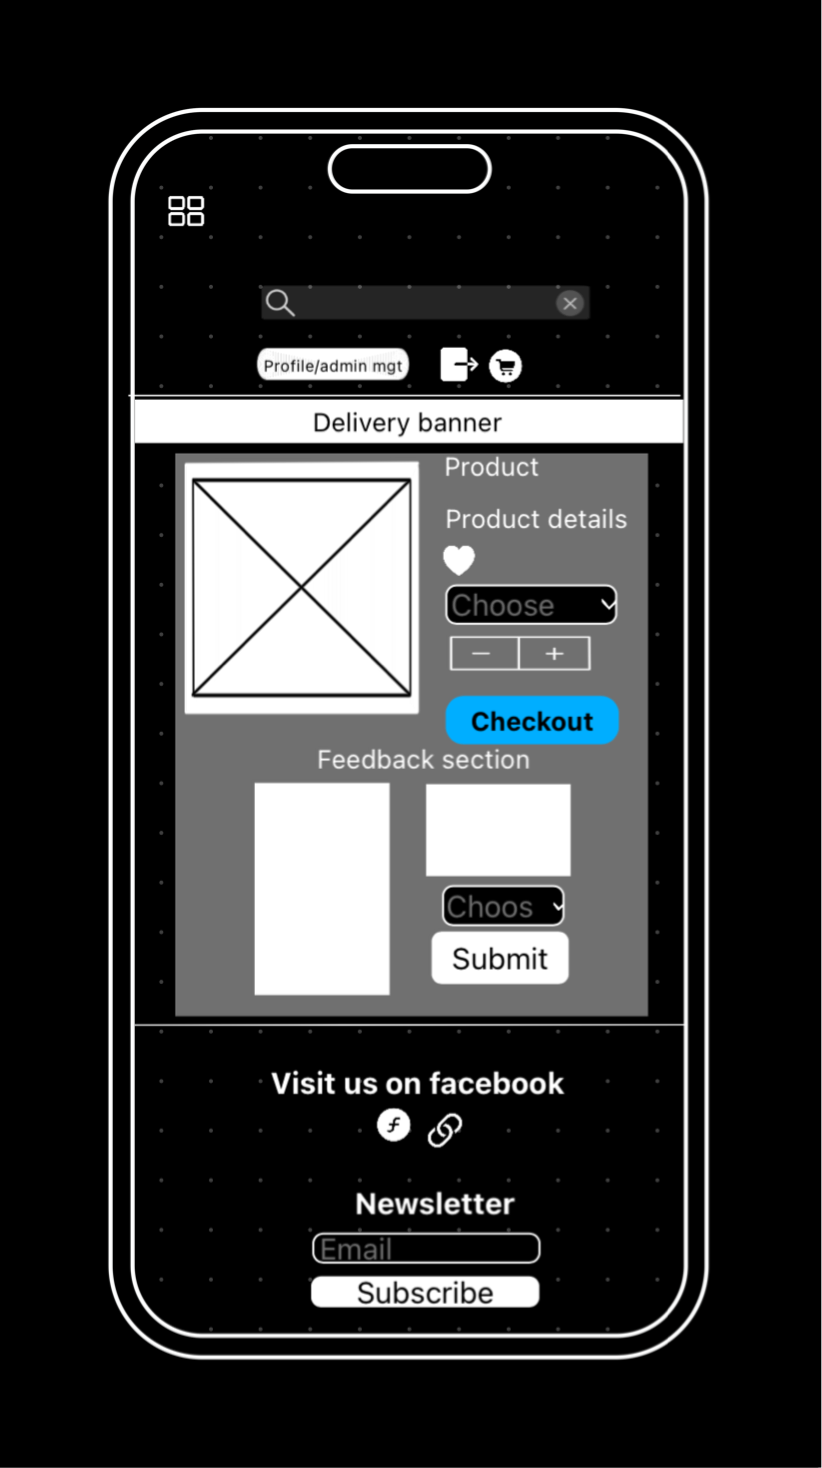 Profile/admin mgt
Delivery banner
Product
Product details
Choose
− +
Checkout
Feedback section
Choos
Submit
Visit us on facebook
f
Newsletter
Email
Subscribe